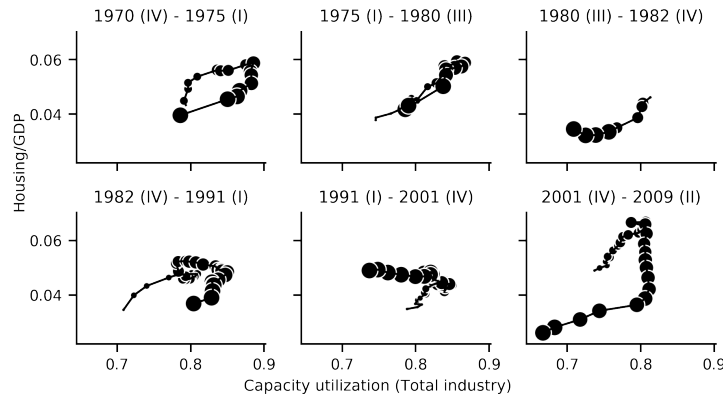 1970 (IV) - 1975 (I)
1975 (I) - 1980 (III)
1980 (III) - 1982 (IV)
0.06
0.04
1982 (IV) - 1991 (I)
1991 (I) - 2001 (IV)
2001 (IV) - 2009 (II)
0.06
0.04
Housing/GDP
0.7
0.8
0.9
0.7
0.8
0.9
0.7
0.8
0.9
Capacity utilization (Total industry)